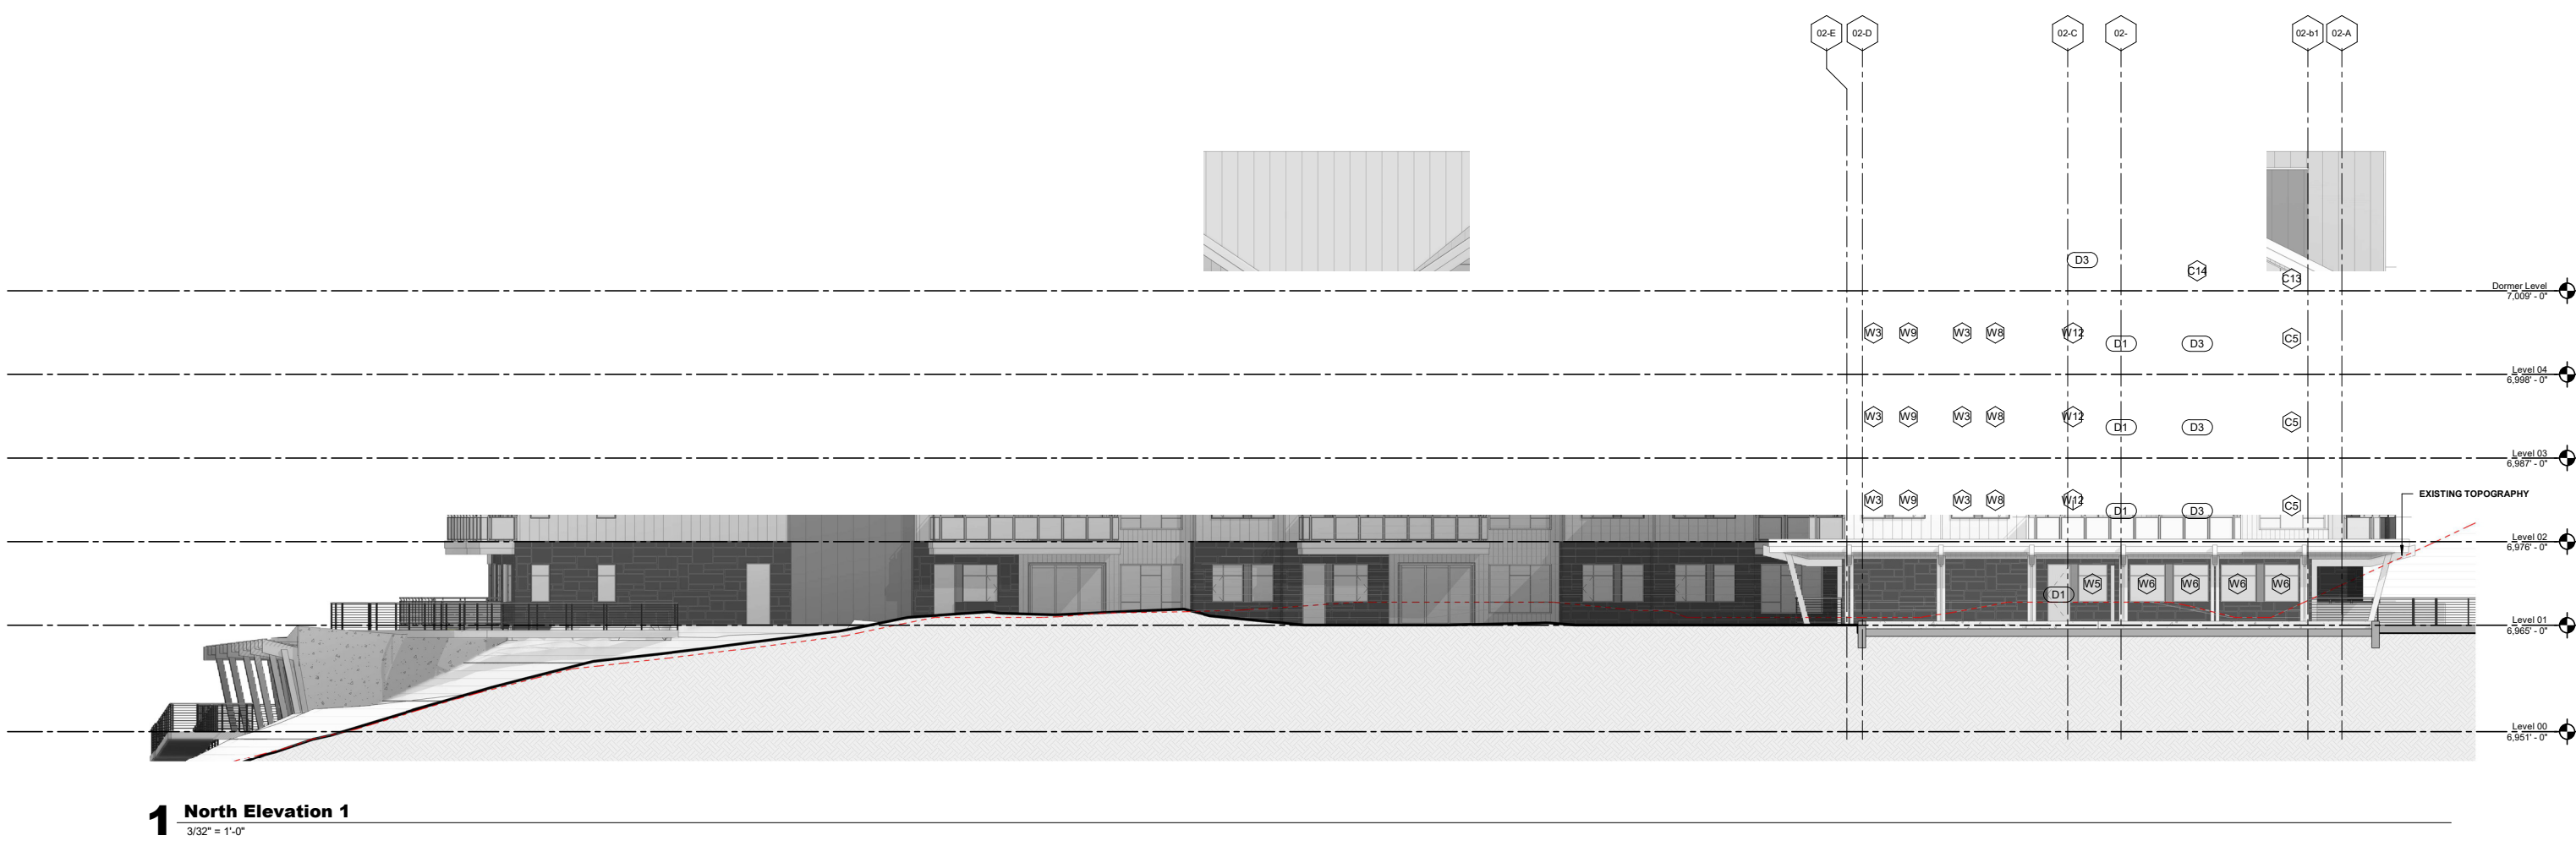 02-E 02-D 02-C 02- 02-b1 02-A
D3 C14 C13
Dormer Level
7,009' - 0"
W3 W9 W3 W8 W12 D1 D3 C5
Level 04
6,998' - 0"
W3 W9 W3 W8 W12 D1 D3 C5
Level 03
6,987' - 0"
EXISTING TOPOGRAPHY
W3 W9 W3 W8 W12 D1 D3 C5
Level 02
6,976' - 0"
D1 W5 W6 W6 W6 W6
Level 01
6,965' - 0"
Level 00
6,951' - 0"
1 North Elevation 1
3/32" = 1'-0"